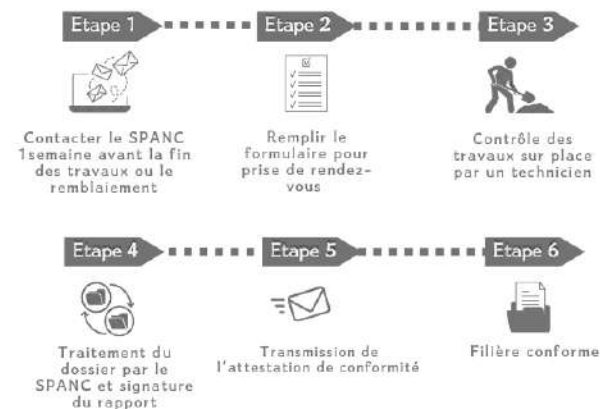 Etape 1
Etape 2
Etape 3
Contacter le SPANC
1semaine avant la fin
des travaux ou le
remblaiement
Remplir le
formulaire pour
prise de rendez-
vous
Contrôle des
travaux sur place
par un technicien
Etape 4
Etape 5
Etape 6
Traitement du
dossier par le
SPANC et signature
du rapport
Transmission de
l'attestation de conformité
Filière conforme